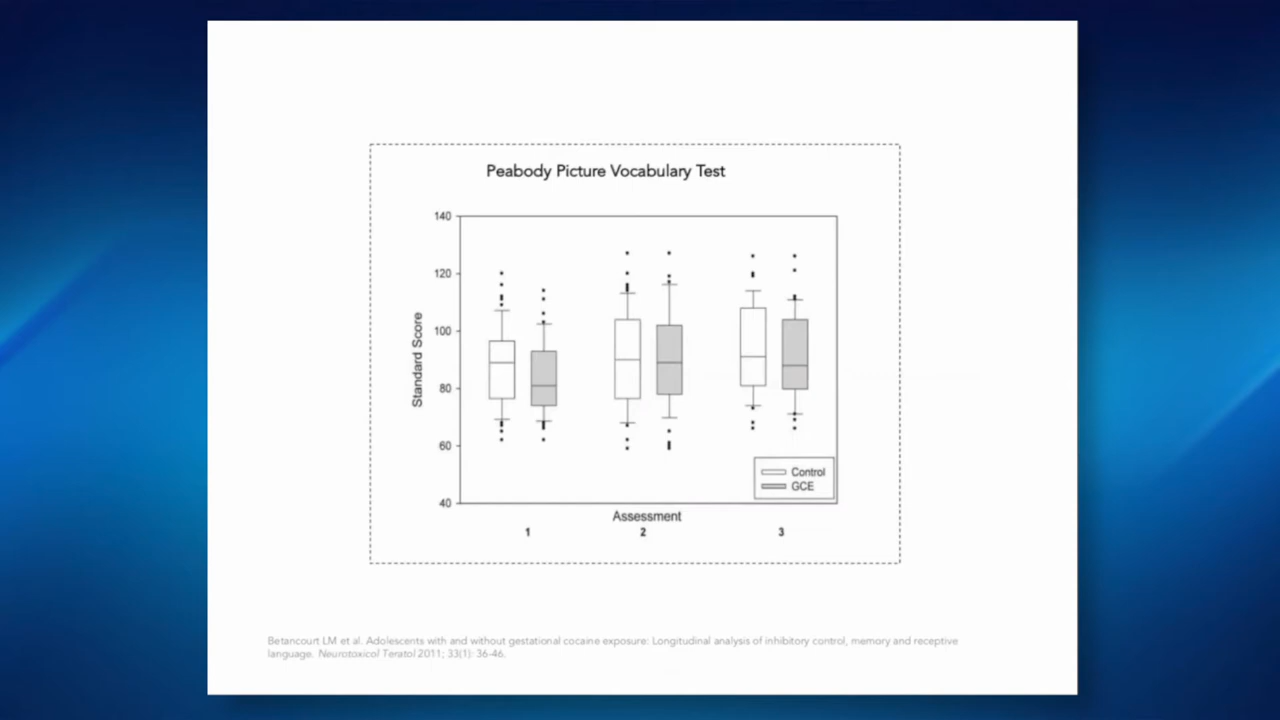 Peabody Picture Vocabulary Test
140
120
100
80
60
40
Standard Score
Control
GCE
Assessment
1 2 3
Betancourt LM et al. Adolescents with and without gestational cocaine exposure: Longitudinal analysis of inhibitory control, memory and receptive
language. Neurotoxicol Teratol 2011; 33(1): 36-46.